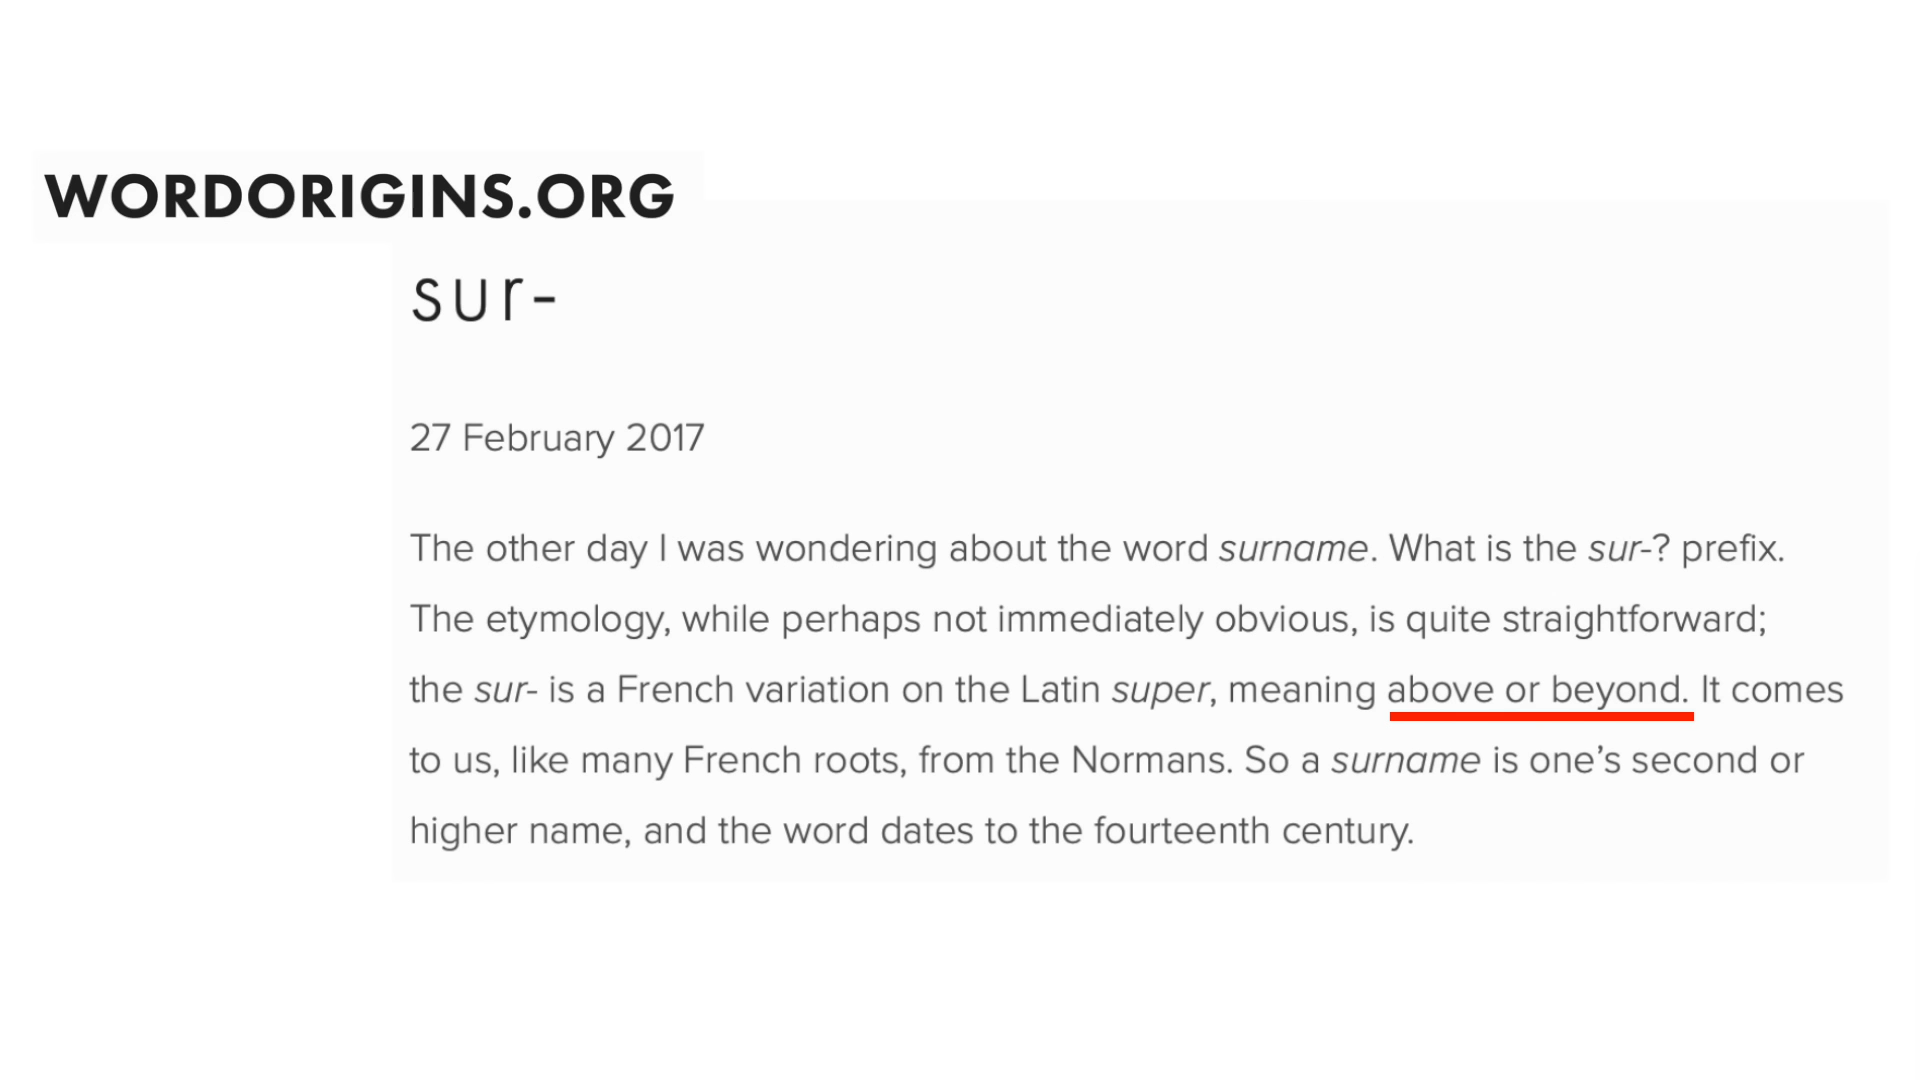 WORDORIGINS.ORG
sur-
27 February 2017
The other day I was wondering about the word surname. What is the sur-? prefix.
The etymology, while perhaps not immediately obvious, is quite straightforward;
the sur- is a French variation on the Latin super, meaning above or beyond. It comes
to us, like many French roots, from the Normans. So a surname is one’s second or
higher name, and the word dates to the fourteenth century.